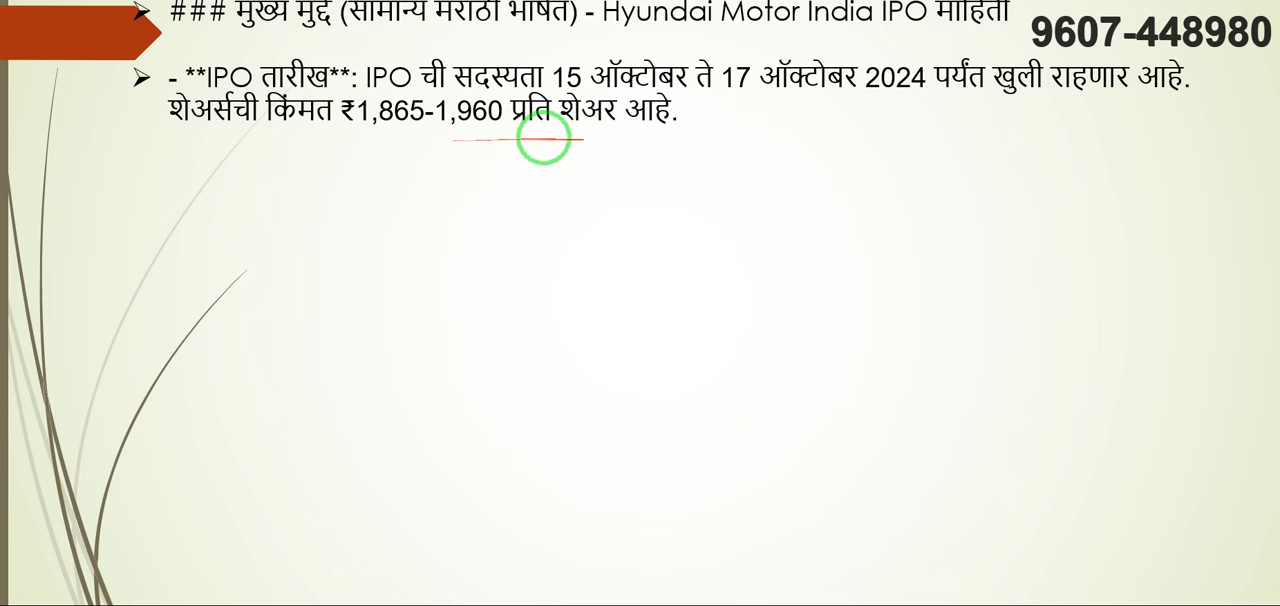 ### मुख्य मुद्दे (सामान्य मराठी भाषेत) - Hyundai Motor India IPO माहिती
9607-448980
- **IPO तारीख**: IPO ची सदस्यता 15 ऑक्टोबर ते 17 ऑक्टोबर 2024 पर्यंत खुली राहणार आहे.
शेअर्सची किंमत ₹1,865-1,960 प्रति शेअर आहे.